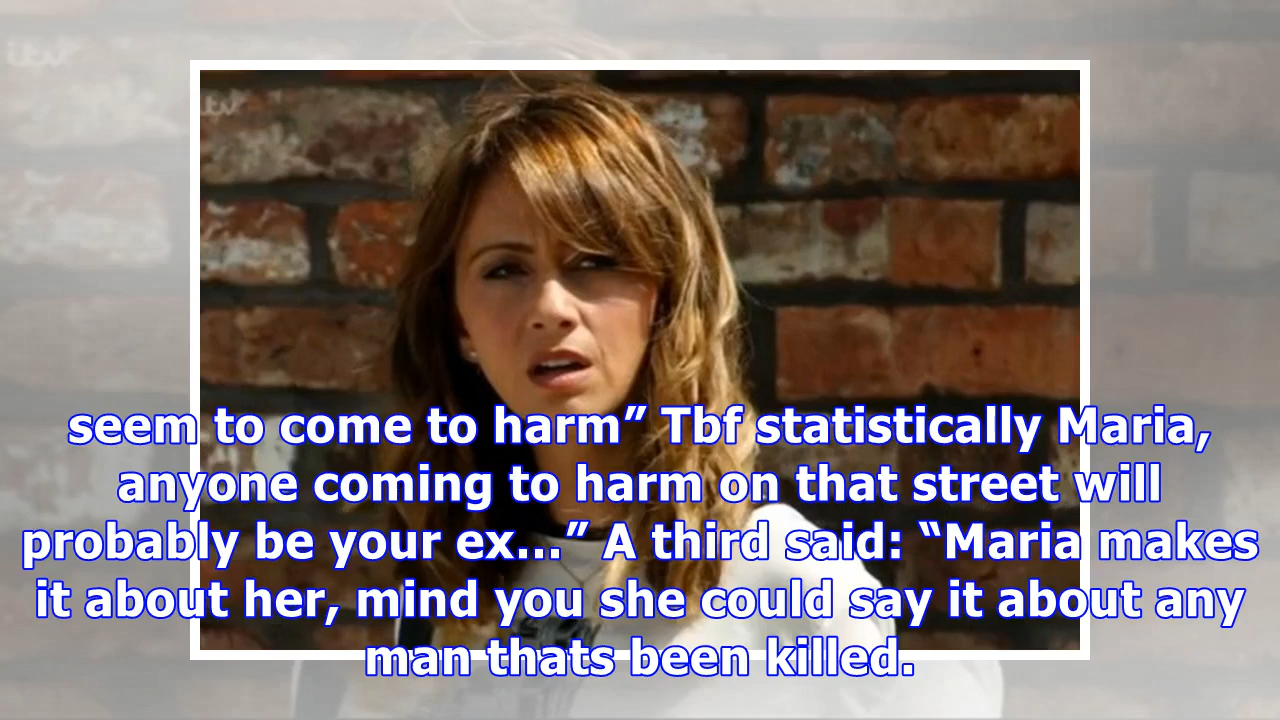 itv
itv
seem to come to harm” Tbf statistically Maria,
anyone coming to harm on that street will
probably be your ex...” A third said: “Maria makes
it about her, mind you she could say it about any
man thats been killed.